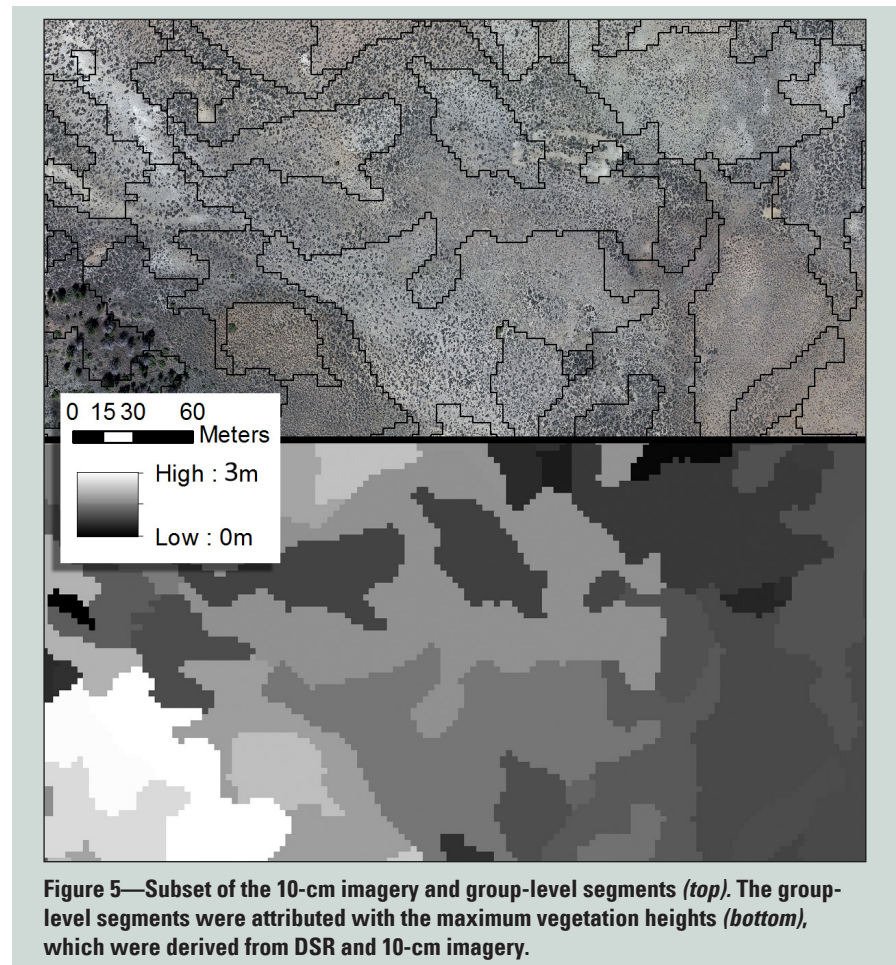 0 15 30 60
Meters
High : 3m
Low : 0m
Figure 5—Subset of the 10-cm imagery and group-level segments (top). The group-
level segments were attributed with the maximum vegetation heights (bottom),
which were derived from DSR and 10-cm imagery.